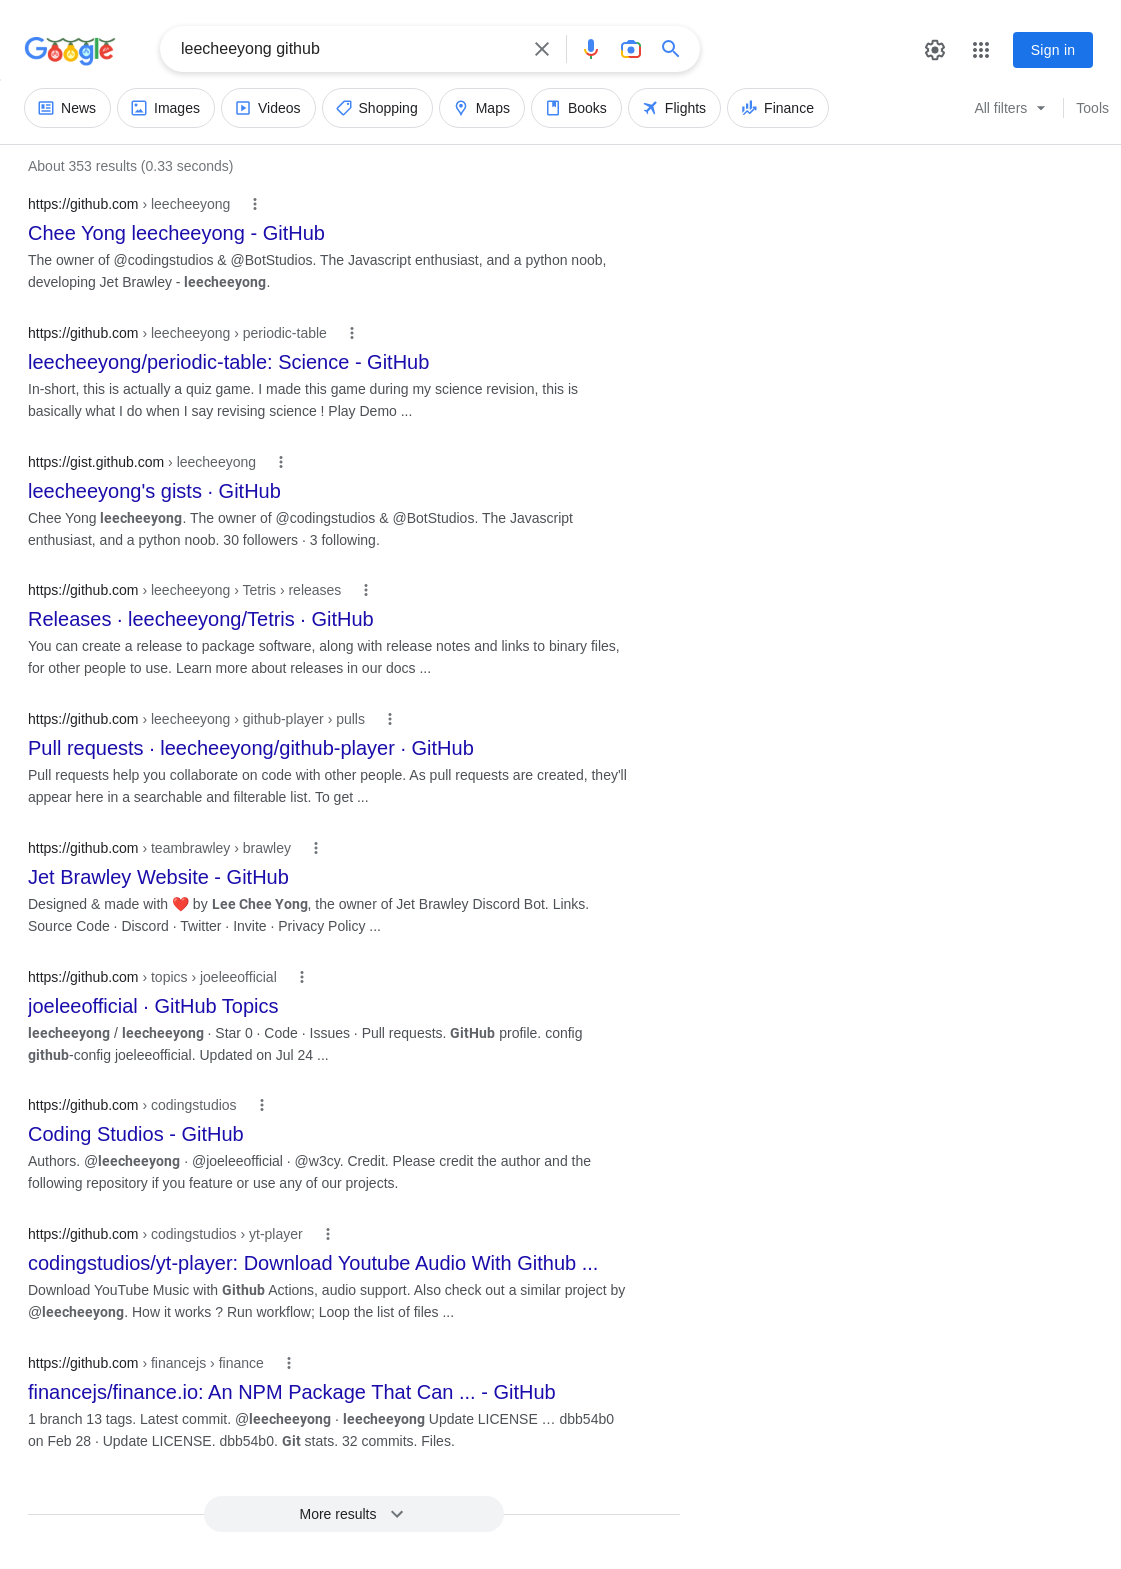 Google
leecheeyong github
Sign in
News
Images
Videos
Shopping
Maps
Books
Flights
Finance
All filters
Tools
About 353 results (0.33 seconds)
https://github.com › leecheeyong
Chee Yong leecheeyong - GitHub
The owner of @codingstudios & @BotStudios. The Javascript enthusiast, and a python noob,
developing Jet Brawley - leecheeyong.
https://github.com › leecheeyong › periodic-table
leecheeyong/periodic-table: Science - GitHub
In-short, this is actually a quiz game. I made this game during my science revision, this is
basically what I do when I say revising science ! Play Demo ...
https://gist.github.com › leecheeyong
leecheeyong's gists · GitHub
Chee Yong leecheeyong. The owner of @codingstudios & @BotStudios. The Javascript
enthusiast, and a python noob. 30 followers · 3 following.
https://github.com › leecheeyong › Tetris › releases
Releases · leecheeyong/Tetris · GitHub
You can create a release to package software, along with release notes and links to binary files,
for other people to use. Learn more about releases in our docs ...
https://github.com › leecheeyong › github-player › pulls
Pull requests · leecheeyong/github-player · GitHub
Pull requests help you collaborate on code with other people. As pull requests are created, they'll
appear here in a searchable and filterable list. To get ...
https://github.com › teambrawley › brawley
Jet Brawley Website - GitHub
Designed & made with ❤️ by Lee Chee Yong, the owner of Jet Brawley Discord Bot. Links.
Source Code · Discord · Twitter · Invite · Privacy Policy ...
https://github.com › topics › joeleeofficial
joeleeofficial · GitHub Topics
leecheeyong / leecheeyong · Star 0 · Code · Issues · Pull requests. GitHub profile. config
github-config joeleeofficial. Updated on Jul 24 ...
https://github.com › codingstudios
Coding Studios - GitHub
Authors. @leecheeyong · @joeleeofficial · @w3cy. Credit. Please credit the author and the
following repository if you feature or use any of our projects.
https://github.com › codingstudios › yt-player
codingstudios/yt-player: Download Youtube Audio With Github ...
Download YouTube Music with Github Actions, audio support. Also check out a similar project by
@leecheeyong. How it works ? Run workflow; Loop the list of files ...
https://github.com › financejs › finance
financejs/finance.io: An NPM Package That Can ... - GitHub
1 branch 13 tags. Latest commit. @leecheeyong · leecheeyong Update LICENSE … dbb54b0
on Feb 28 · Update LICENSE. dbb54b0. Git stats. 32 commits. Files.
More results